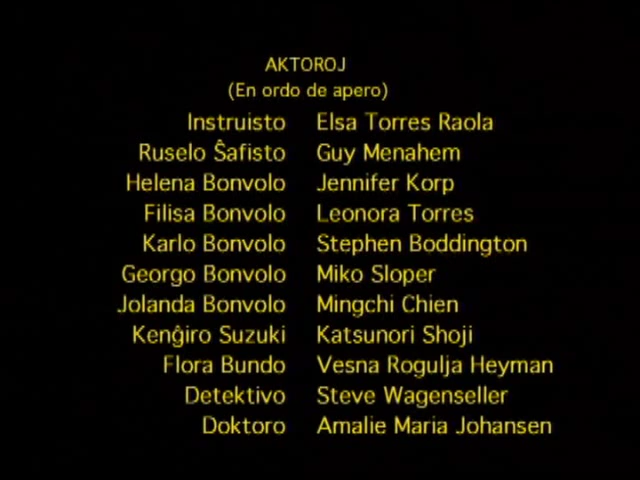 AKTOROJ
(En ordo de apero)
Instruisto Elsa Torres Raola
Ruselo Ŝafisto Guy Menahem
Helena Bonvolo Jennifer Korp
Filisa Bonvolo Leonora Torres
Karlo Bonvolo Stephen Boddington
Georgo Bonvolo Miko Sloper
Jolanda Bonvolo Mingchi Chien
Kenĝiro Suzuki Katsunori Shoji
Flora Bundo Vesna Rogulja Heyman
Detektivo Steve Wagenseller
Doktoro Amalie Maria Johansen